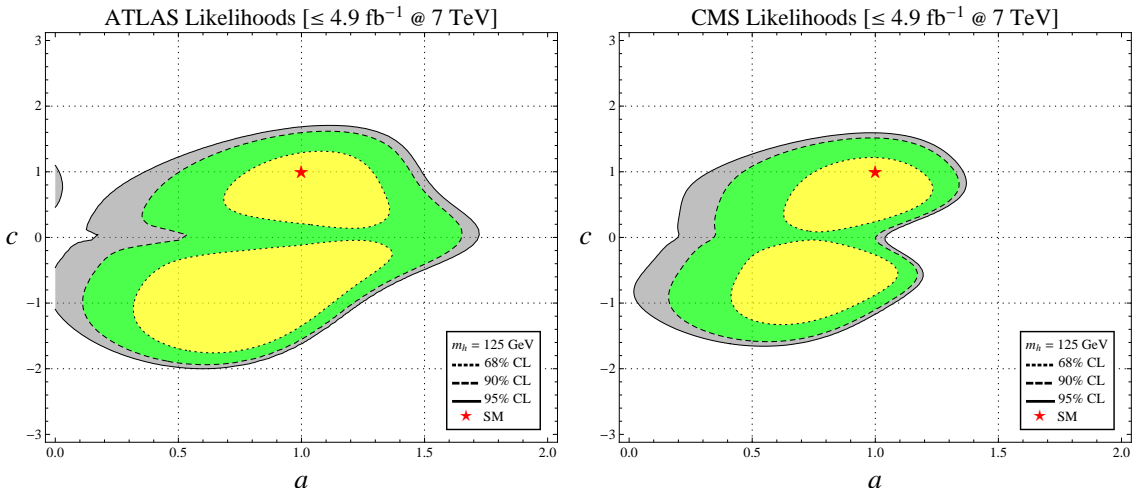 ATLAS Likelihoods [≤ 4.9 fb⁻¹ @ 7 TeV]
3
2
1
0
−1
−2
−3
c
0.0 0.5 1.0 1.5 2.0
a
m_h = 125 GeV
68% CL
90% CL
95% CL
SM
CMS Likelihoods [≤ 4.9 fb⁻¹ @ 7 TeV]
3
2
1
0
−1
−2
−3
c
0.0 0.5 1.0 1.5 2.0
a
m_h = 125 GeV
68% CL
90% CL
95% CL
SM